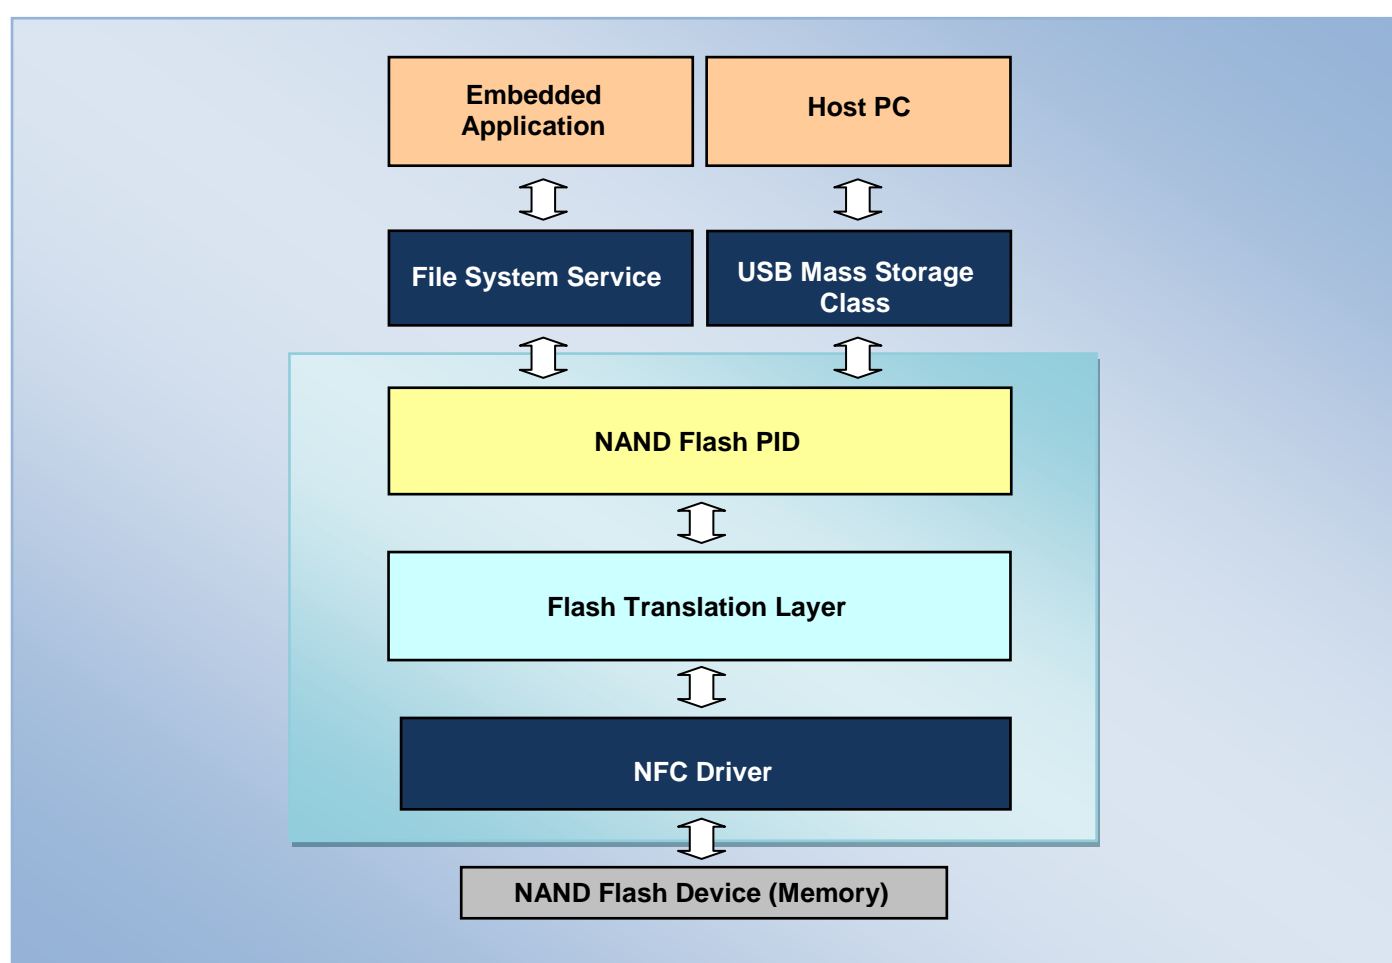 Embedded
Application
Host PC
File System Service
USB Mass Storage
Class
NAND Flash PID
Flash Translation Layer
NFC Driver
NAND Flash Device (Memory)